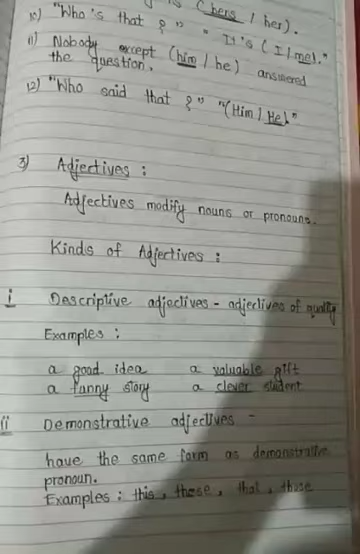 is (hers / her).
10) "Who's that ?" "It's (I / me)."
11) Nobody except (him / he) answered
the question.
12) "Who said that ?" "(Him / He)."
3) Adjectives :
Adjectives modify nouns or pronouns.
Kinds of Adjectives :
i Descriptive adjectives - adjectives of quality
Examples :
a good idea a valuable gift
a funny story a clever student
ii Demonstrative adjectives -
have the same form as demonstrative
pronoun.
Examples : this, these, that, those